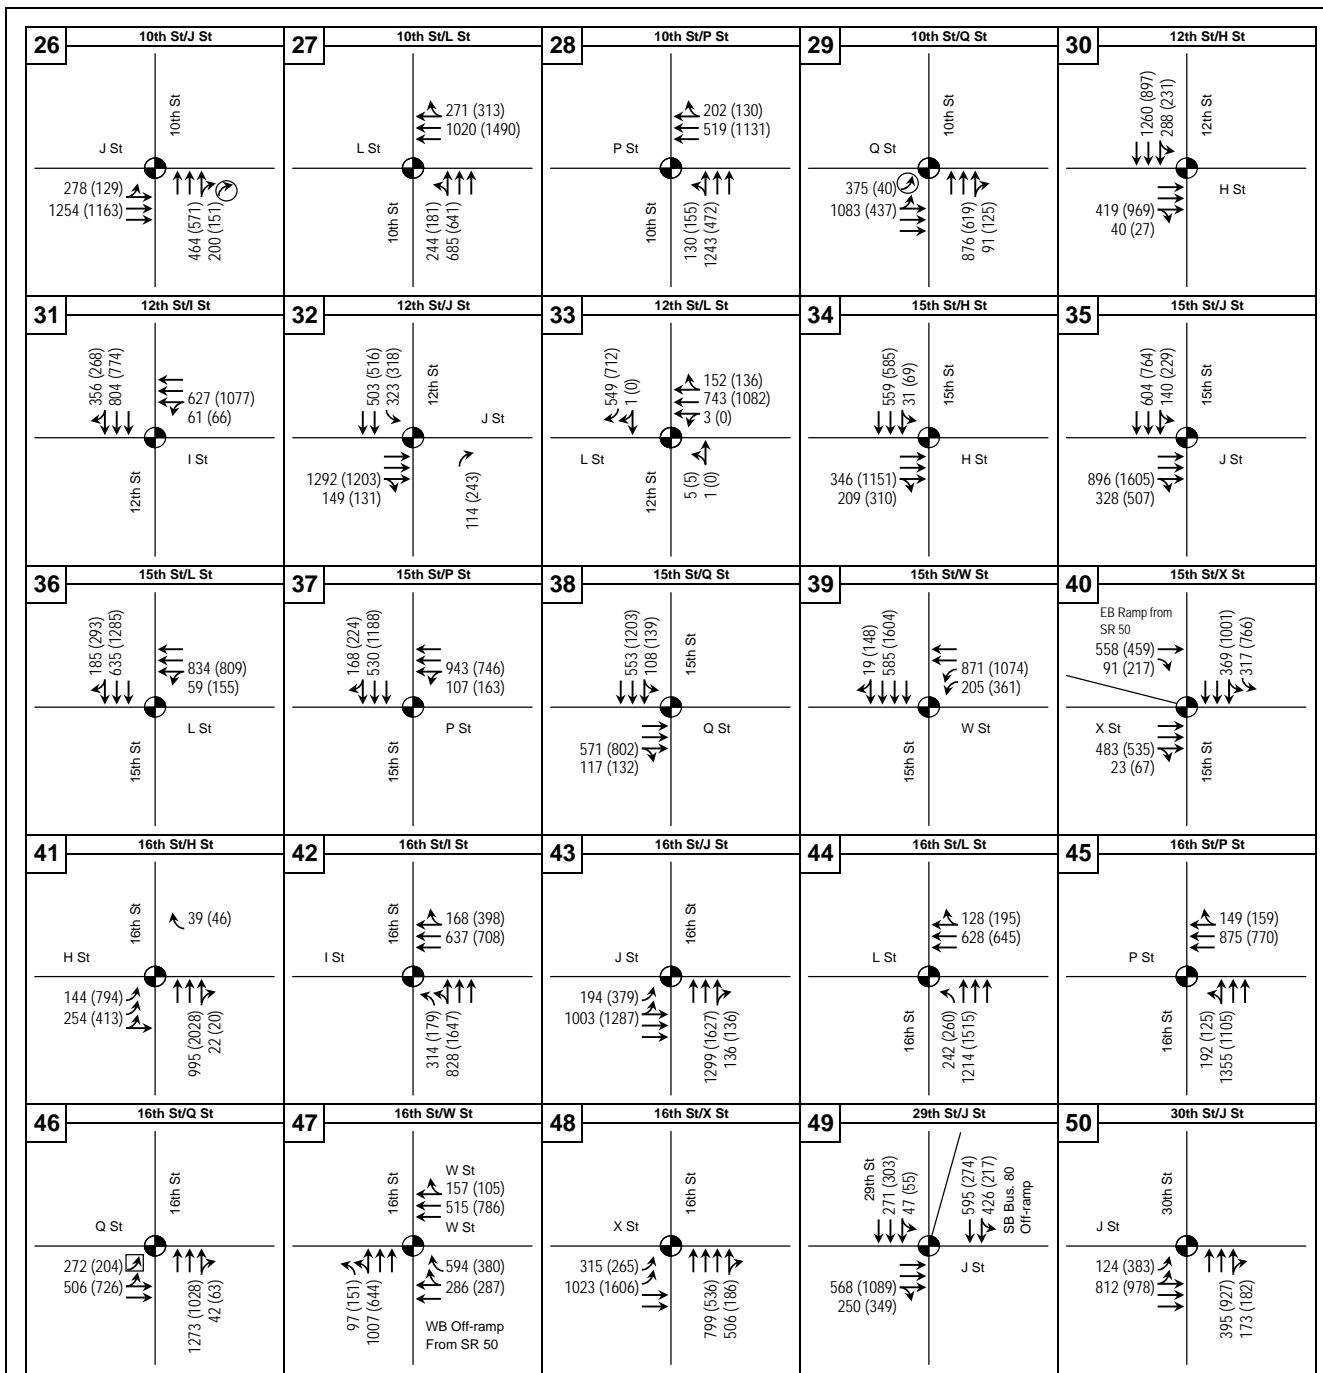 26
10th St/J St
10th St
J St
278 (129)
1254 (1163)
464 (571)
200 (151)
27
10th St/L St
271 (313)
1020 (1490)
L St
10th St
244 (181)
685 (641)
28
10th St/P St
202 (130)
519 (1131)
P St
10th St
130 (155)
1243 (472)
29
10th St/Q St
10th St
Q St
375 (40)
1083 (437)
876 (619)
91 (125)
30
12th St/H St
1260 (897)
288 (231)
12th St
H St
419 (969)
40 (27)
31
12th St/I St
356 (268)
804 (774)
627 (1077)
61 (66)
I St
12th St
32
12th St/J St
503 (516)
323 (318)
12th St
J St
1292 (1203)
149 (131)
114 (243)
33
12th St/L St
549 (712)
1 (0)
152 (136)
743 (1082)
3 (0)
L St
12th St
5 (5)
1 (0)
34
15th St/H St
559 (585)
31 (69)
15th St
H St
346 (1151)
209 (310)
35
15th St/J St
604 (764)
140 (229)
15th St
J St
896 (1605)
328 (507)
36
15th St/L St
185 (293)
635 (1285)
834 (809)
59 (155)
L St
15th St
37
15th St/P St
168 (224)
530 (1188)
943 (746)
107 (163)
P St
15th St
38
15th St/Q St
553 (1203)
108 (139)
15th St
Q St
571 (802)
117 (132)
39
15th St/W St
119 (148)
585 (1604)
871 (1074)
205 (361)
W St
15th St
40
15th St/X St
EB Ramp from
SR 50
558 (459)
91 (217)
369 (1001)
317 (766)
X St
483 (535)
23 (67)
15th St
41
16th St/H St
16th St
39 (46)
H St
144 (794)
254 (413)
995 (2028)
22 (20)
42
16th St/I St
16th St
168 (398)
637 (708)
I St
314 (179)
828 (1647)
43
16th St/J St
16th St
J St
194 (379)
1003 (1287)
1299 (1627)
136 (136)
44
16th St/L St
128 (195)
628 (645)
L St
16th St
242 (260)
1214 (1515)
45
16th St/P St
149 (159)
875 (770)
P St
16th St
192 (125)
1355 (1105)
46
16th St/Q St
16th St
Q St
272 (204)
506 (726)
1273 (1028)
42 (63)
47
16th St/W St
W St
157 (105)
515 (786)
W St
594 (380)
286 (287)
97 (151)
1007 (644)
WB Off-ramp
From SR 50
48
16th St/X St
16th St
X St
315 (265)
1023 (1606)
799 (536)
506 (186)
49
29th St/J St
29th St
271 (303)
47 (55)
595 (274)
426 (217)
SB Bus. 80
Off-ramp
J St
568 (1089)
250 (349)
50
30th St/J St
30th St
J St
124 (383)
812 (978)
395 (927)
173 (182)